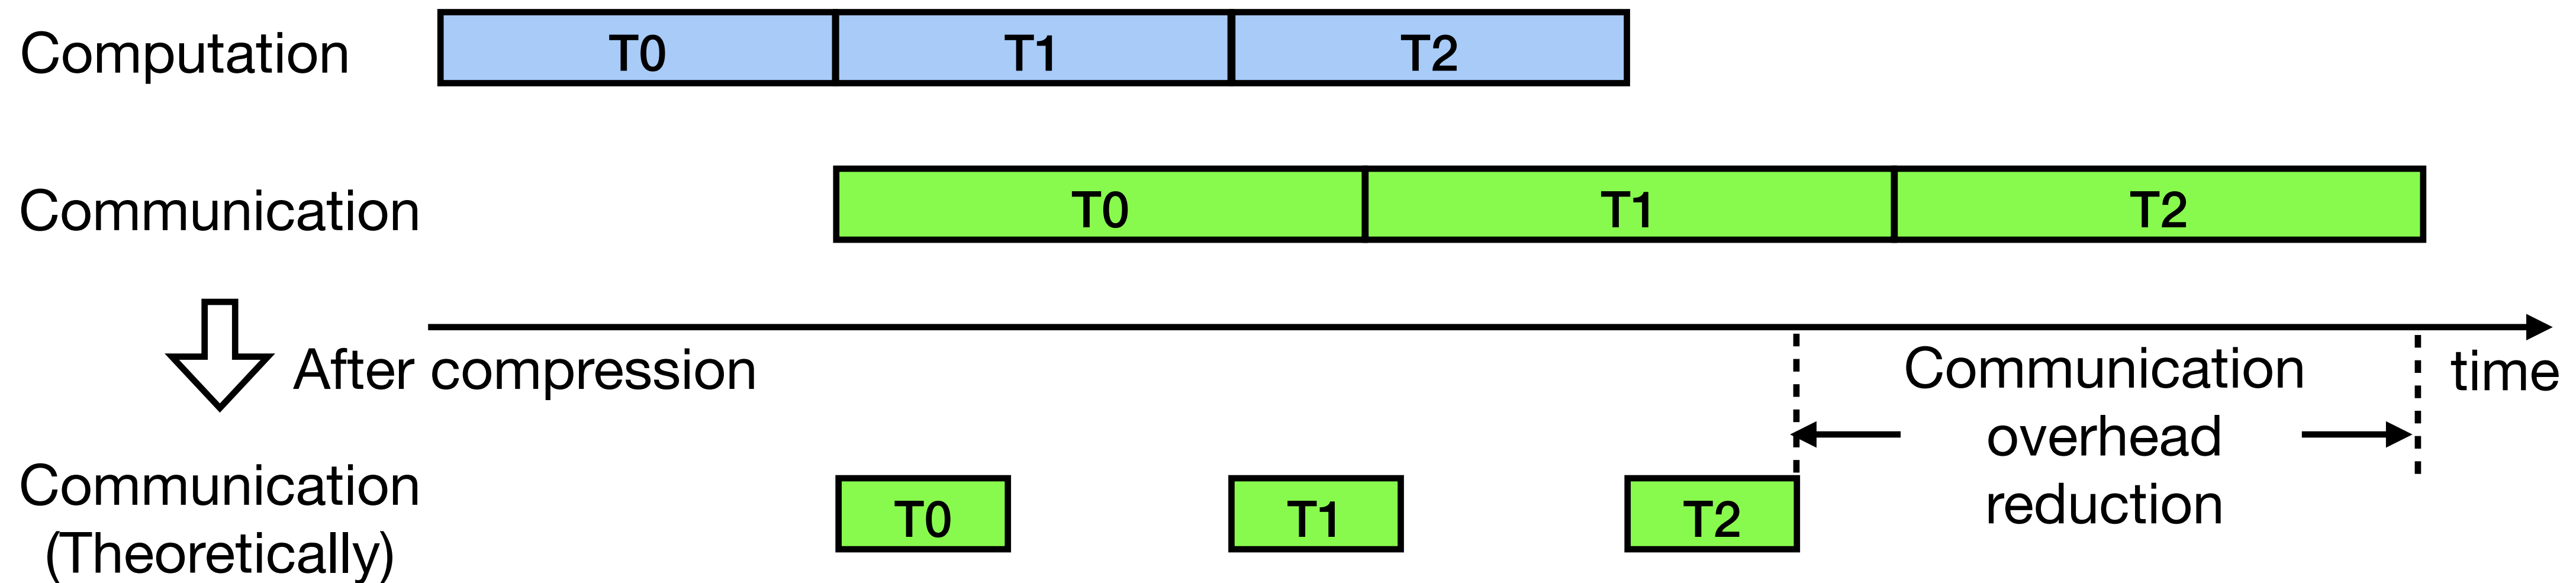 Computation
T0 T1 T2
Communication
T0 T1 T2
After compression
time
Communication
overhead
reduction
Communication
(Theoretically)
T0 T1 T2